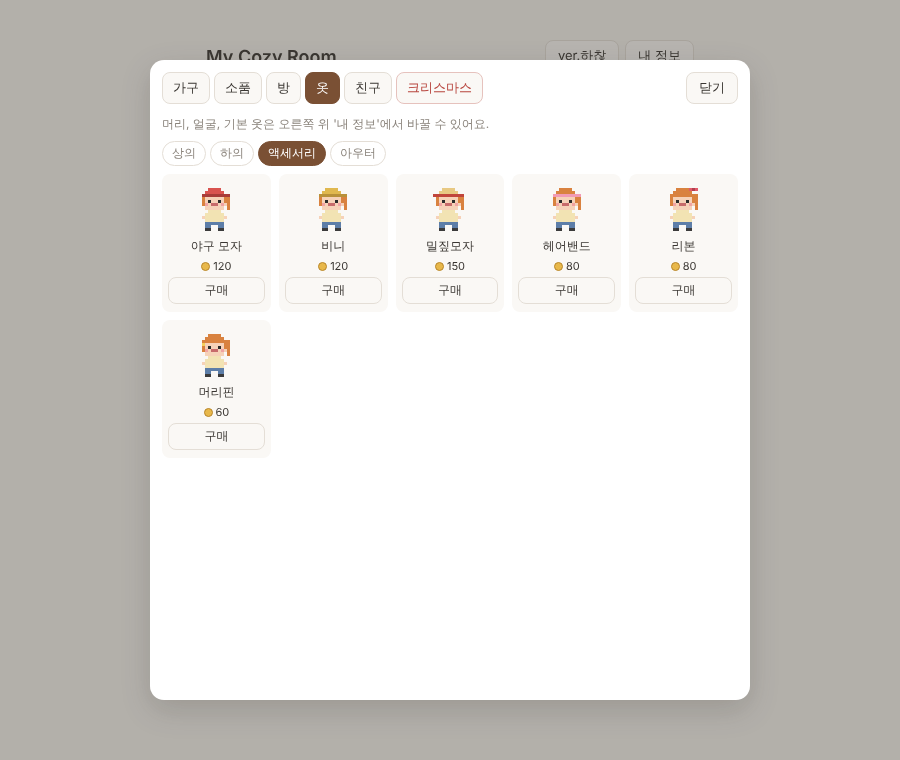 My Cozy Room
ver.하찮 내 정보
가구 소품 방 옷 친구 크리스마스 닫기
머리, 얼굴, 기본 옷은 오른쪽 위 '내 정보'에서 바꿀 수 있어요.
상의 하의 액세서리 아우터
야구 모자 비니 밀짚모자 헤어밴드 리본
120 120 150 80 80
구매 구매 구매 구매 구매
머리핀
60
구매